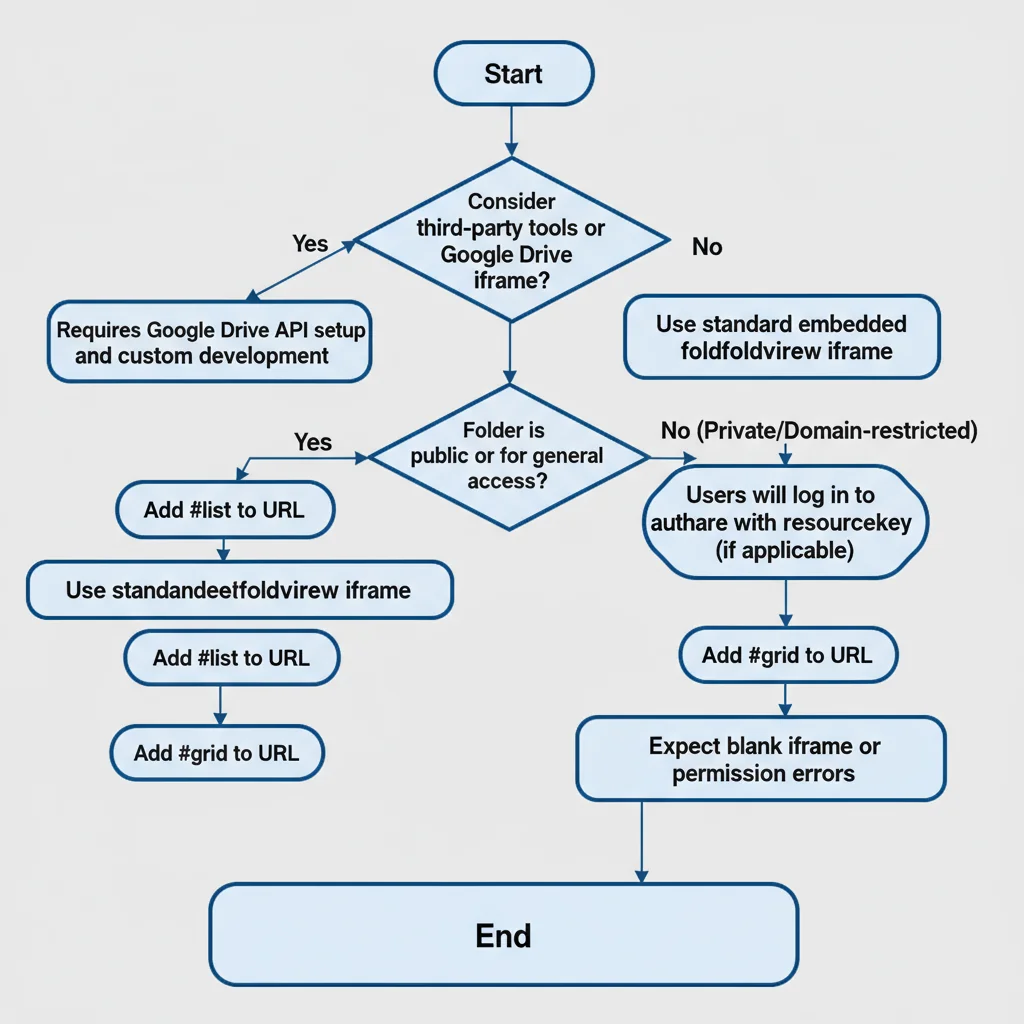 Start
Consider
third-party tools or
Google Drive
iframe?
Yes
No
Requires Google Drive API setup
and custom development
Use standard embedded
foldfoldvirew iframe
Folder is
public or for general
access?
Yes
No (Private/Domain-restricted)
Add #list to URL
Users will log in to
authare with resourcekey
(if applicable)
Use standandeetfoldvirew iframe
Add #list to URL
Add #grid to URL
Add #grid to URL
Expect blank iframe or
permission errors
End